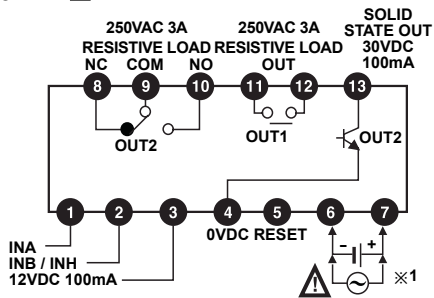 250VAC 3A 250VAC 3A SOLID
RESISTIVE LOAD RESISTIVE LOAD STATE OUT
NC COM NO OUT 30VDC
100mA
8 9 10 11 12 13
OUT2 OUT1 OUT2
1 2 3 4 5 6 7
0VDC RESET
INA
INB / INH
12VDC 100mA
- +
※1